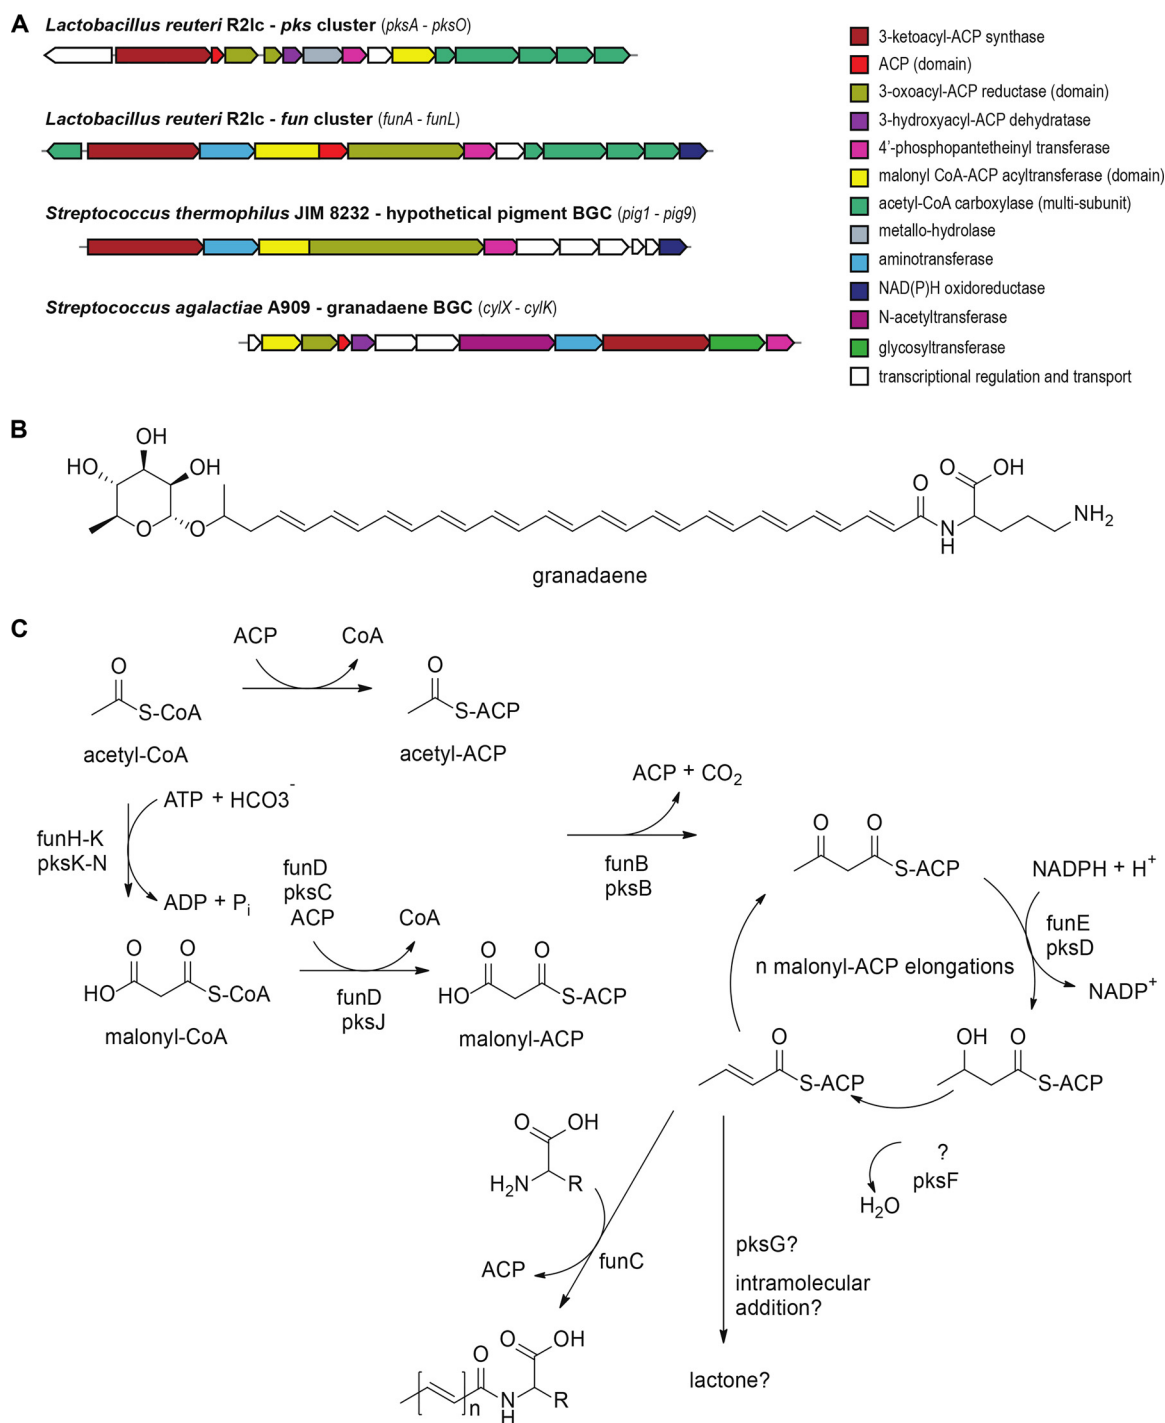 A
Lactobacillus reuteri R2lc - pks cluster (pksA - pksO)
Lactobacillus reuteri R2lc - fun cluster (funA - funL)
Streptococcus thermophilus JIM 8232 - hypothetical pigment BGC (pig1 - pig9)
Streptococcus agalactiae A909 - granadaene BGC (cylX - cylK)
3-ketoacyl-ACP synthase
ACP (domain)
3-oxoacyl-ACP reductase (domain)
3-hydroxyacyl-ACP dehydratase
4'-phosphopantetheinyl transferase
malonyl CoA-ACP acyltransferase (domain)
acetyl-CoA carboxylase (multi-subunit)
metallo-hydrolase
aminotransferase
NAD(P)H oxidoreductase
N-acetyltransferase
glycosyltransferase
transcriptional regulation and transport
B
OH
HO
OH
O
O
O
N
H
O
OH
NH2
granadaene
C
ACP
CoA
O
S-CoA
acetyl-CoA
O
S-ACP
acetyl-ACP
ATP + HCO3-
funH-K
pksK-N
ADP + Pi
funD
pksC
ACP
CoA
funD
pksJ
O
O
HO
S-CoA
malonyl-CoA
O
O
HO
S-ACP
malonyl-ACP
ACP + CO2
funB
pksB
O
O
S-ACP
NADPH + H+
funE
pksD
NADP+
n malonyl-ACP elongations
OH
O
S-ACP
O
S-ACP
?
pksF
H2O
O
OH
H2N
R
funC
ACP
pksG?
intramolecular
addition?
lactone?
O
OH
O
n
N
H
R